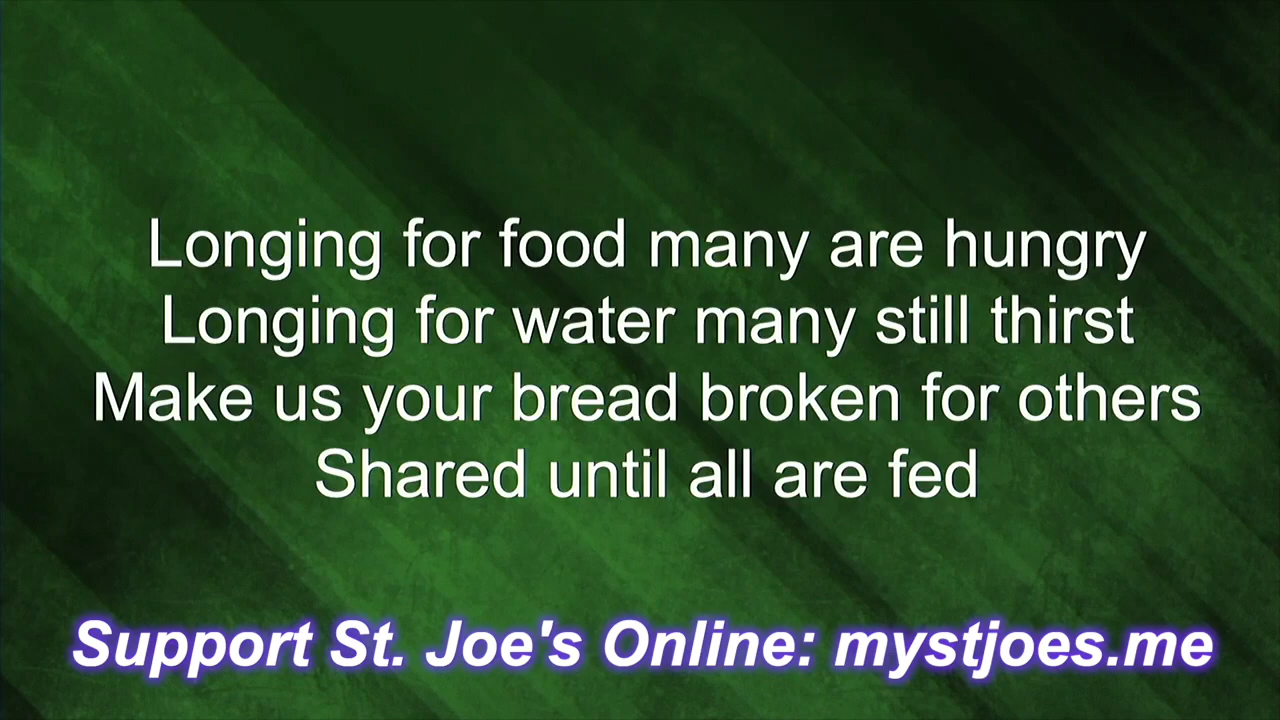 Longing for food many are hungry
Longing for water many still thirst
Make us your bread broken for others
Shared until all are fed
Support St. Joe's Online: mystjoes.me